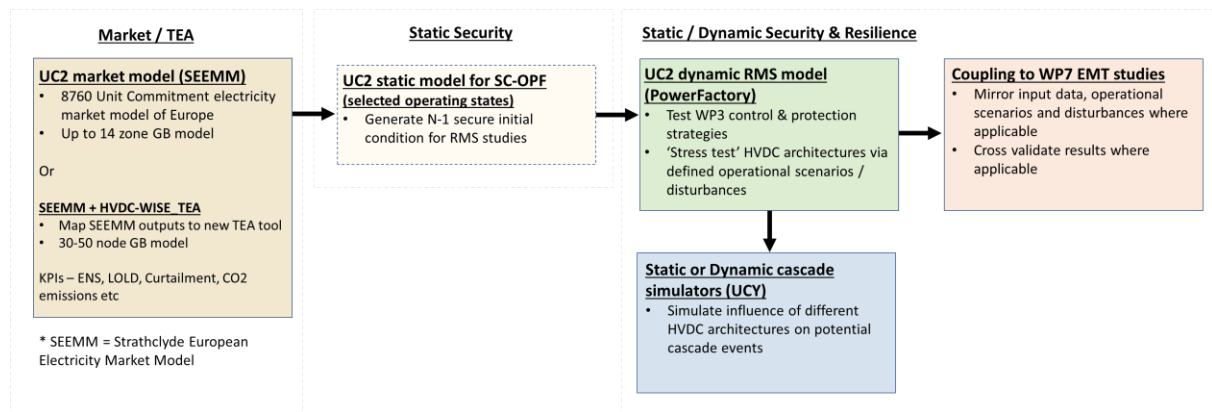 Market / TEA
UC2 market model (SEEMM)
• 8760 Unit Commitment electricity
market model of Europe
• Up to 14 zone GB model
Or
SEEMM + HVDC-WISE_TEA
• Map SEEMM outputs to new TEA tool
• 30-50 node GB model
KPIs – ENS, LOLD, Curtailment, CO2
emissions etc
* SEEMM = Strathclyde European
Electricity Market Model
Static Security
UC2 static model for SC-OPF
(selected operating states)
• Generate N-1 secure initial
condition for RMS studies
Static / Dynamic Security & Resilience
UC2 dynamic RMS model
(PowerFactory)
• Test WP3 control & protection
strategies
• ‘Stress test’ HVDC architectures via
defined operational scenarios /
disturbances
Coupling to WP7 EMT studies
• Mirror input data, operational
scenarios and disturbances where
applicable
• Cross validate results where
applicable
Static or Dynamic cascade
simulators (UCY)
• Simulate influence of different
HVDC architectures on potential
cascade events